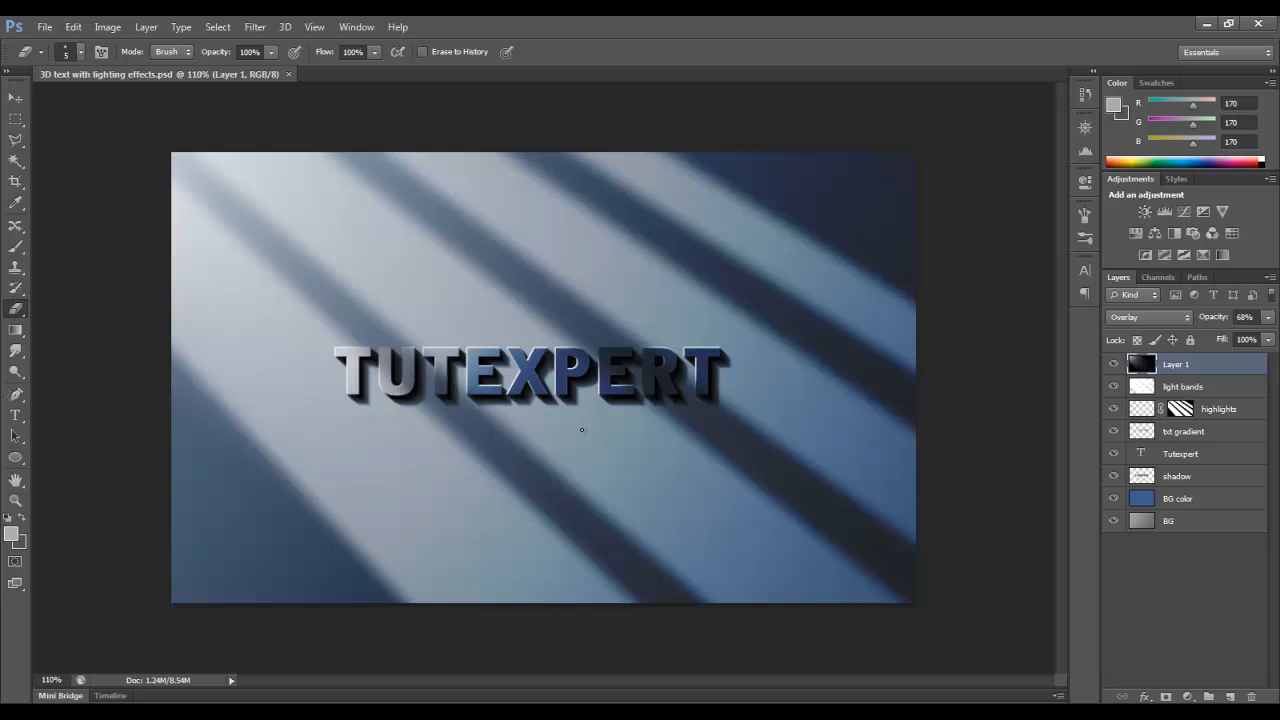 Ps File Edit Image Layer Type Select Filter 3D View Window Help
5 Mode: Brush Opacity: 100% Flow: 100% Erase to History Essentials
3D text with lighting effects.psd @ 110% (Layer 1, RGB/8) ×
Color Swatches
R 170
G 170
B 170
Adjustments Styles
Add an adjustment
Layers Channels Paths
Kind
Overlay Opacity: 68%
Lock: Fill: 100%
Layer 1
light bands
highlights
txt gradient
T Tutexpert
shadow
BG color
BG
TUTEXPERT
110% Doc: 1.24M/8.54M
Mini Bridge Timeline